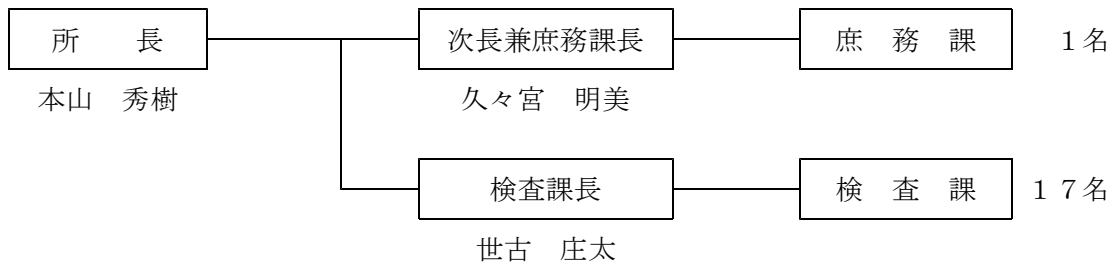 所　　長　次長兼庶務課長　庶　務　課　１名
本山　秀樹　久々宮　明美
検査課長　検　査　課　１７名
世古　庄太